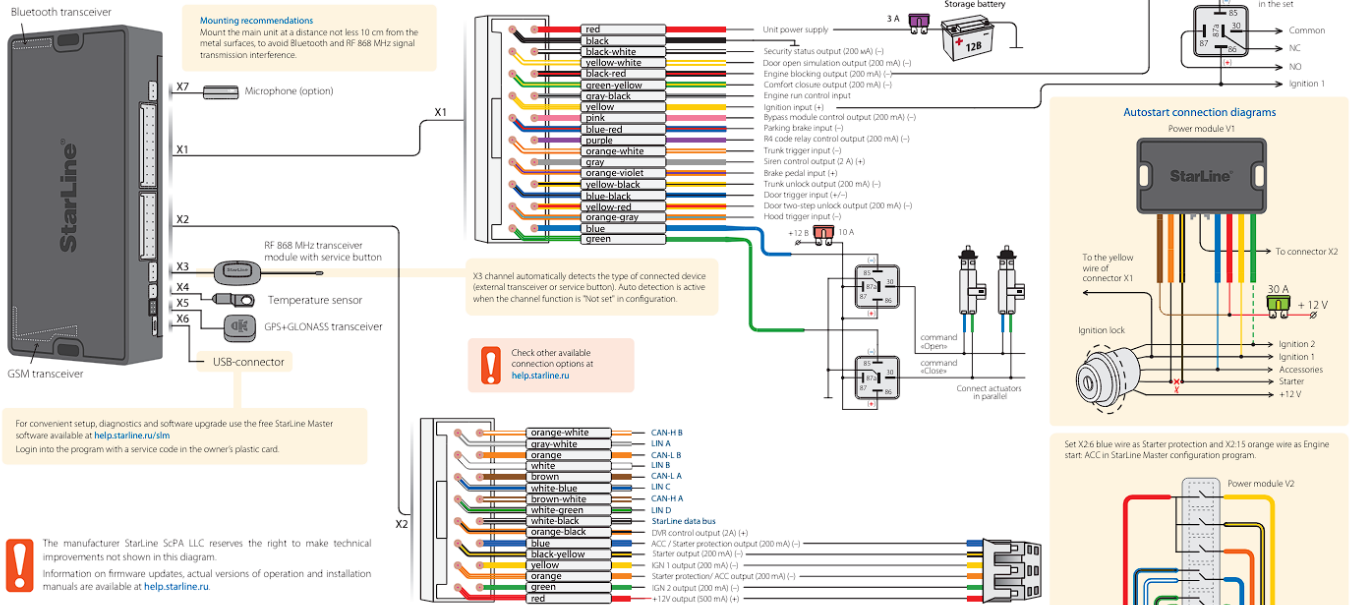 Bluetooth transceiver
Mounting recommendations
Mount the main unit at a distance not less 10 cm from the
metal surfaces, to avoid Bluetooth and RF 868 MHz signal
transmission interference.
StarLine®
X7
Microphone (option)
X1
X1
X2
X3
RF 868 MHz transceiver
module with service button
StarLine
X4
Temperature sensor
X5
GPS+GLONASS transceiver
X6
USB-connector
GSM transceiver
For convenient setup, diagnostics and software upgrade use the free StarLine Master
software available at help.starline.ru/slm
Login into the program with a service code in the owner's plastic card.
The manufacturer StarLine ScPA LLC reserves the right to make technical
improvements not shown in this diagram.
Information on firmware updates, actual versions of operation and installation
manuals are available at help.starline.ru.
X3 channel automatically detects the type of connected device
(external transceiver or service button). Auto detection is active
when the channel function is "Not set" in configuration.
Check other available
connection options at
help.starline.ru
red
Unit power supply
black
black-white
Security status output (200 мА) (–)
yellow-white
Door open simulation output (200 mA) (–)
black-red
Engine blocking output (200 mA) (–)
green-yellow
Comfort closure output (200 mA) (–)
gray-black
Engine run control input
yellow
Ignition input (+)
pink
Bypass module control output (200 mA) (–)
blue-red
Parking brake input (–)
purple
R4 code relay control output (200 mA) (–)
orange-white
Trunk trigger input (–)
gray
Siren control output (2 A) (+)
orange-violet
Brake pedal input (+)
yellow-black
Trunk unlock output (200 mA) (–)
blue-black
Door trigger input (+/–)
yellow-red
Door two-step unlock output (200 mA) (–)
orange-gray
Hood trigger input (–)
blue
green
3 A
Storage battery
+ 12B –
+12 В
10 A
(–)
85
30
87a
87
86
(+)
command
«Open»
command
«Close»
(–)
85
30
87a
87
86
(+)
Connect actuators
in parallel
X2
orange-white
CAN-H B
gray-white
LIN A
orange
CAN-L B
white
LIN B
brown
CAN-L A
white-blue
LIN C
brown-white
CAN-H A
white-green
LIN D
white-black
StarLine data bus
orange-black
DVR control output (2A) (+)
blue
ACC / Starter protection output (200 mA) (–)
black-yellow
Starter output (200 mA) (–)
yellow
IGN 1 output (200 mA) (–)
orange
Starter protection/ ACC output (200 mA) (–)
green
IGN 2 output (200 mA) (–)
red
+12V output (500 mA) (+)
in the set
(–)
85
30
87a
87
86
(+)
Common
NC
NO
Ignition 1
Autostart connection diagrams
Power module V1
StarLine®
To connector X2
To the yellow
wire of
connector X1
30 A
+ 12 V
Ignition lock
Ignition 2
Ignition 1
Accessories
Starter
+12 V
Set X2:6 blue wire as Starter protection and X2:15 orange wire as Engine
start: ACC in StarLine Master configuration program.
Power module V2